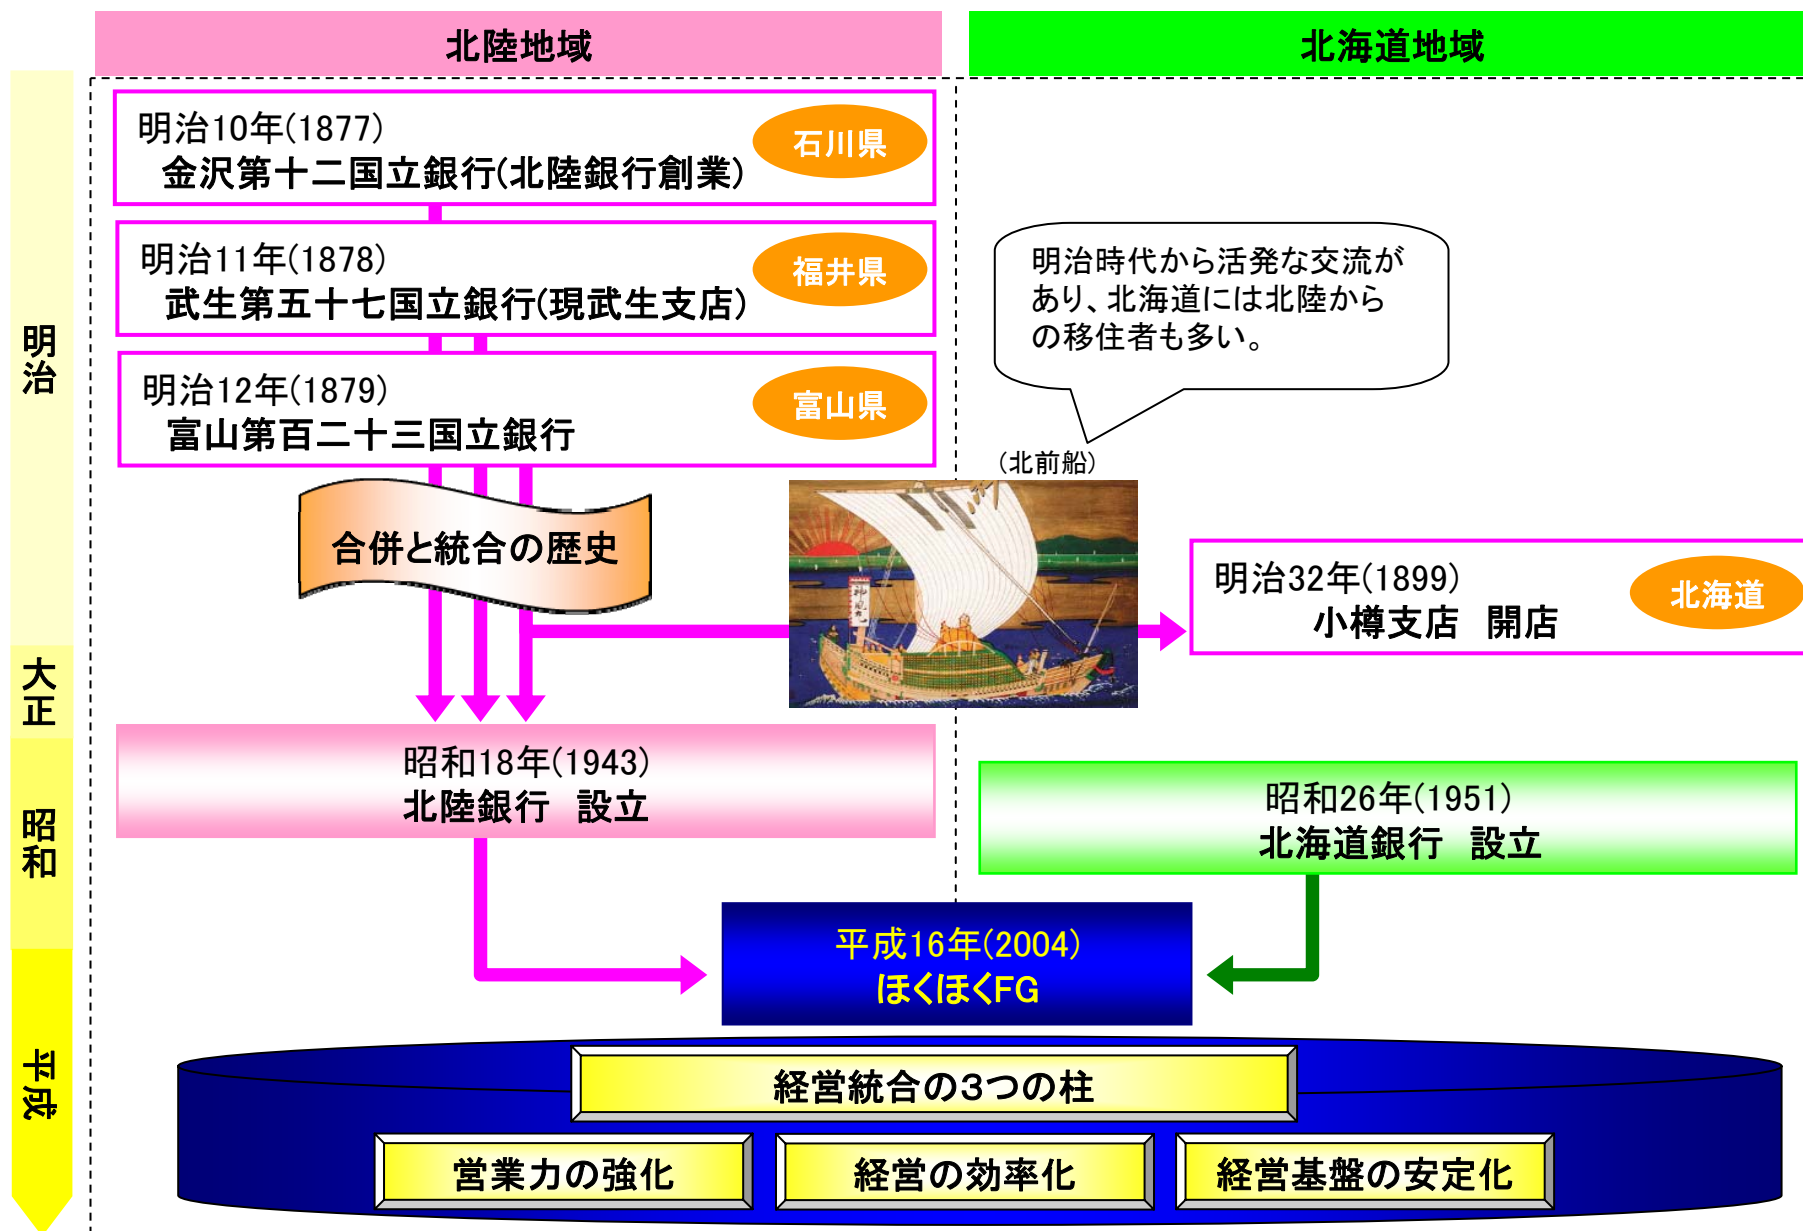 北陸地域
北海道地域
明治
大正
昭和
平成
明治10年(1877)
金沢第十二国立銀行(北陸銀行創業)
石川県
明治11年(1878)
武生第五十七国立銀行(現武生支店)
福井県
明治12年(1879)
富山第百二十三国立銀行
富山県
合併と統合の歴史
明治時代から活発な交流が
あり、北海道には北陸から
の移住者も多い。
(北前船)
明治32年(1899)
小樽支店　開店
北海道
昭和18年(1943)
北陸銀行　設立
昭和26年(1951)
北海道銀行　設立
平成16年(2004)
ほくほくFG
経営統合の3つの柱
営業力の強化
経営の効率化
経営基盤の安定化